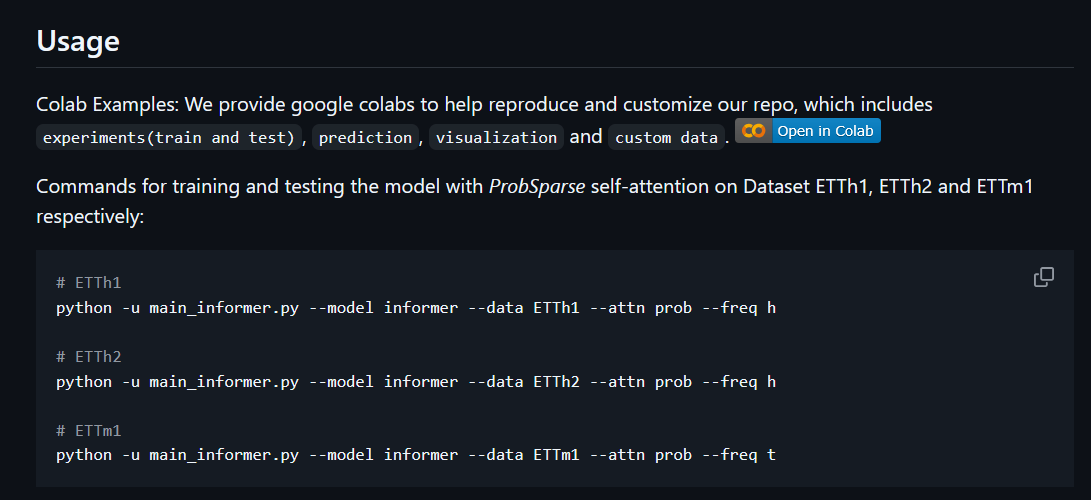 Usage
Colab Examples: We provide google colabs to help reproduce and customize our repo, which includes
experiments(train and test), prediction, visualization and custom data. Open in Colab
Commands for training and testing the model with ProbSparse self-attention on Dataset ETTh1, ETTh2 and ETTm1
respectively:
# ETTh1
python -u main_informer.py --model informer --data ETTh1 --attn prob --freq h
# ETTh2
python -u main_informer.py --model informer --data ETTh2 --attn prob --freq h
# ETTm1
python -u main_informer.py --model informer --data ETTm1 --attn prob --freq t